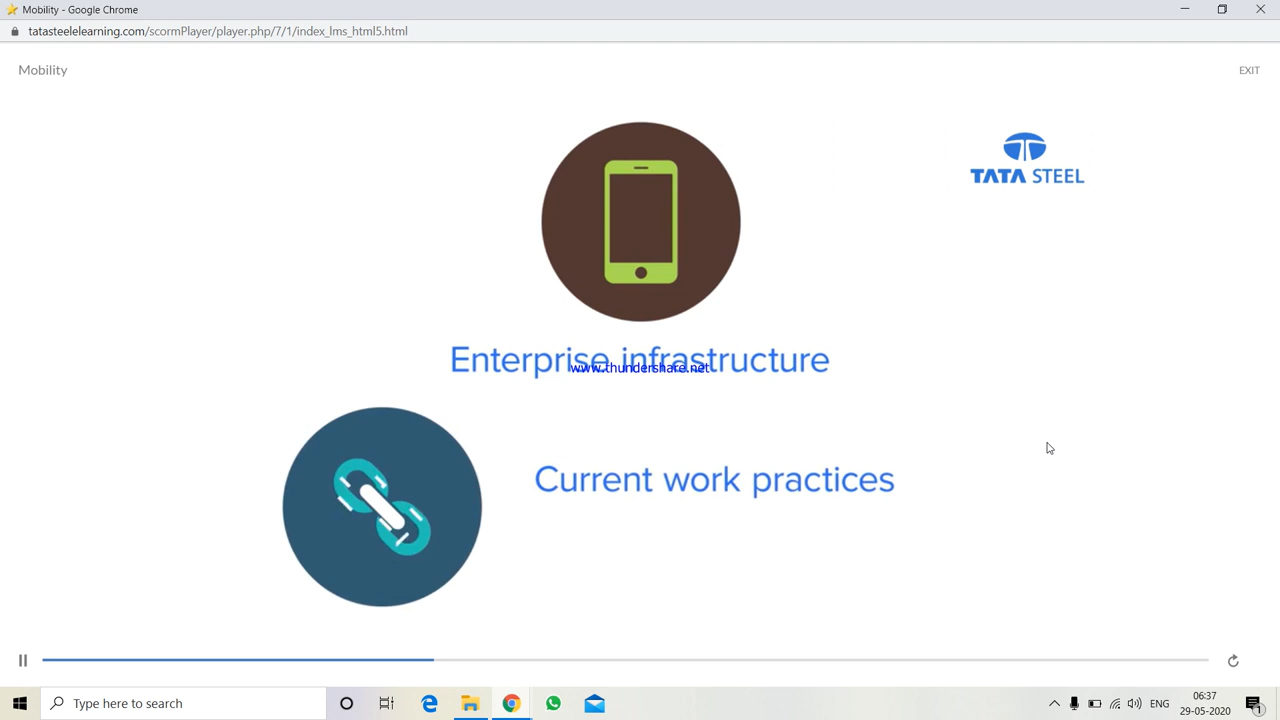 Mobility - Google Chrome
tatasteelelearning.com/scormPlayer/player.php/7/1/index_lms_html5.html
Mobility
EXIT
TATA STEEL
Enterprise infrastructure
www.thundershare.net
Current work practices
Type here to search
ENG
06:37
29-05-2020
1